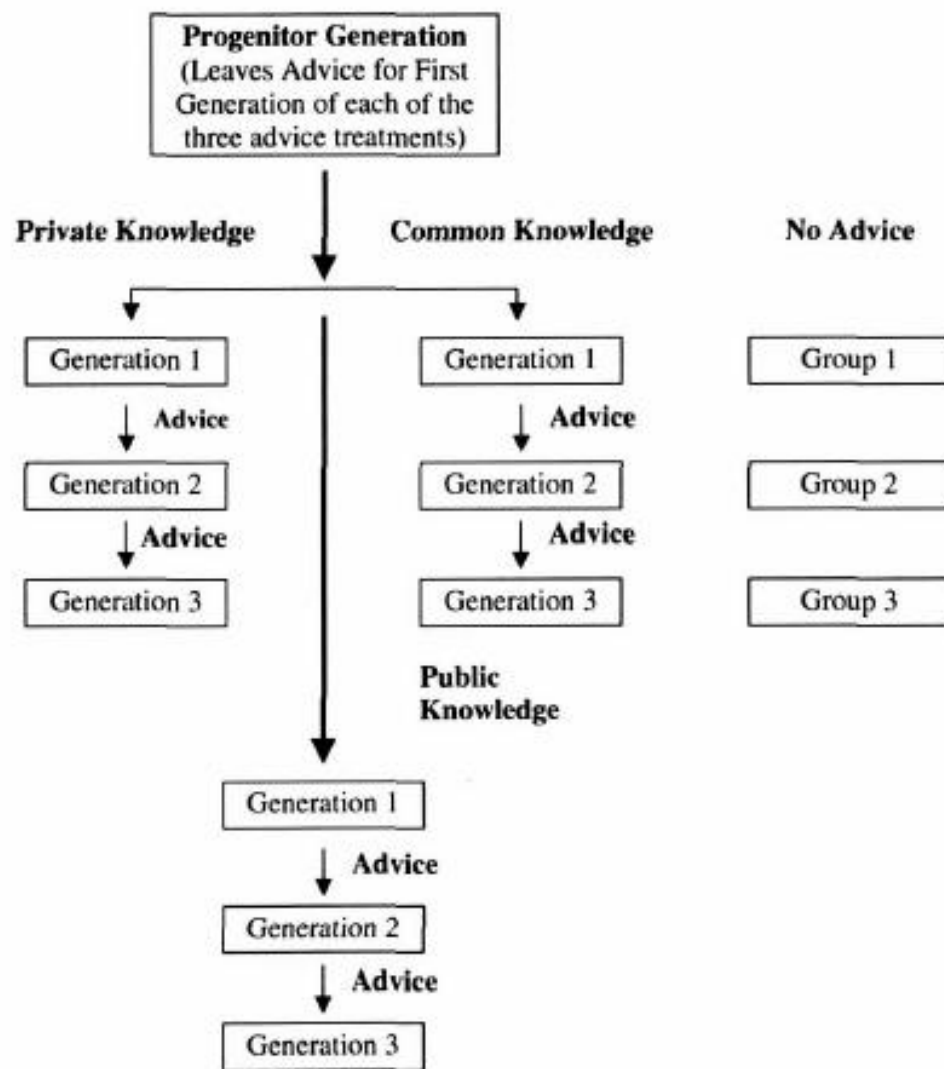 Progenitor Generation
(Leaves Advice for First
Generation of each of the
three advice treatments)
Private Knowledge
Common Knowledge
No Advice
Generation 1
Generation 1
Group 1
Advice
Advice
Generation 2
Generation 2
Group 2
Advice
Advice
Generation 3
Generation 3
Group 3
Public
Knowledge
Generation 1
Advice
Generation 2
Advice
Generation 3